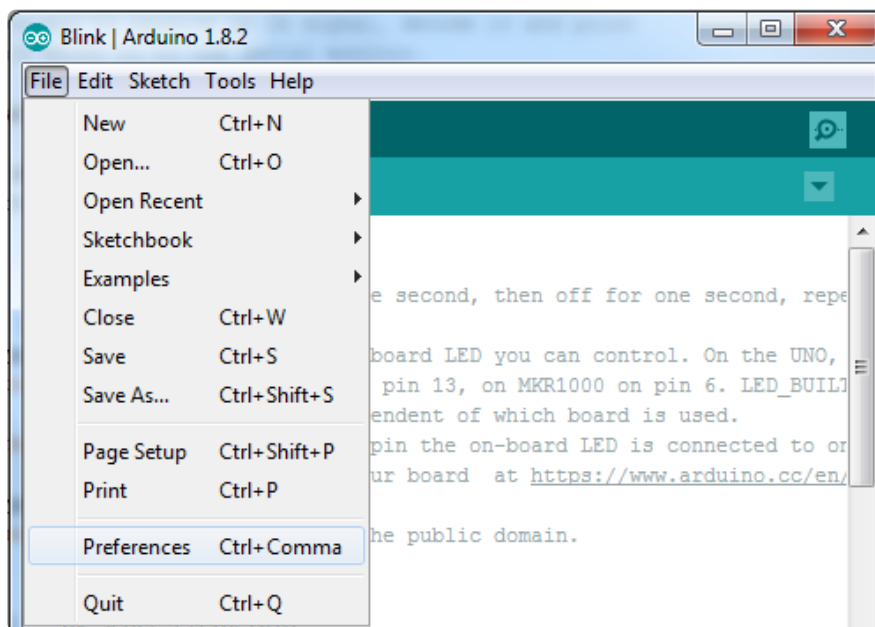 Blink | Arduino 1.8.2
File Edit Sketch Tools Help
New Ctrl+N
Open... Ctrl+O
Open Recent
Sketchbook
Examples
Close Ctrl+W
Save Ctrl+S
Save As... Ctrl+Shift+S
Page Setup Ctrl+Shift+P
Print Ctrl+P
Preferences Ctrl+Comma
Quit Ctrl+Q
e second, then off for one second, repe
board LED you can control. On the UNO,
pin 13, on MKR1000 on pin 6. LED_BUILT
endent of which board is used.
pin the on-board LED is connected to on
ur board at https://www.arduino.cc/en/
he public domain.